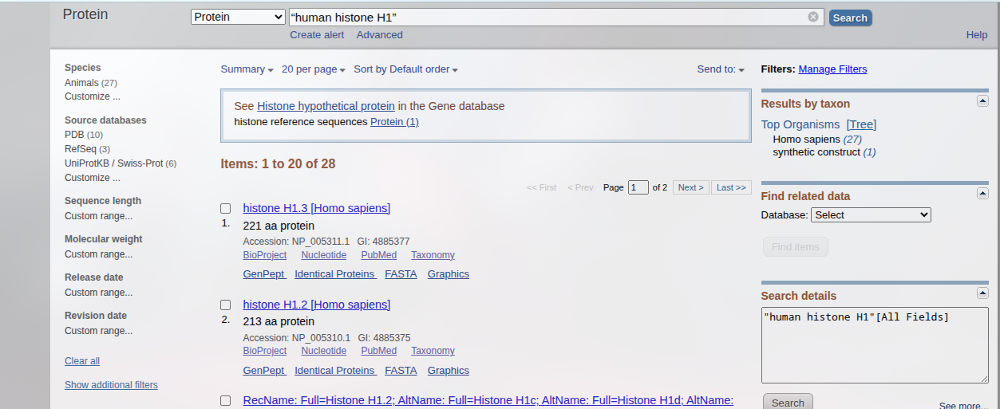 Protein
Protein
“human histone H1”
Search
Create alert Advanced
Help
Species
Animals (27)
Customize ...
Source databases
PDB (10)
RefSeq (3)
UniProtKB / Swiss-Prot (6)
Customize ...
Sequence length
Custom range...
Molecular weight
Custom range...
Release date
Custom range...
Revision date
Custom range...
Clear all
Show additional filters
Summary 20 per page Sort by Default order
Send to:
See Histone hypothetical protein in the Gene database
histone reference sequences Protein (1)
Items: 1 to 20 of 28
<< First < Prev Page 1 of 2 Next > Last >>
histone H1.3 [Homo sapiens]
1. 221 aa protein
Accession: NP_005311.1 GI: 4885377
BioProject Nucleotide PubMed Taxonomy
GenPept Identical Proteins FASTA Graphics
histone H1.2 [Homo sapiens]
2. 213 aa protein
Accession: NP_005310.1 GI: 4885375
BioProject Nucleotide PubMed Taxonomy
GenPept Identical Proteins FASTA Graphics
RecName: Full=Histone H1.2; AltName: Full=Histone H1c; AltName: Full=Histone H1d; AltName:
Filters: Manage Filters
Results by taxon
Top Organisms [Tree]
Homo sapiens (27)
synthetic construct (1)
Find related data
Database: Select
Find items
Search details
"human histone H1"[All Fields]
Search
See more...